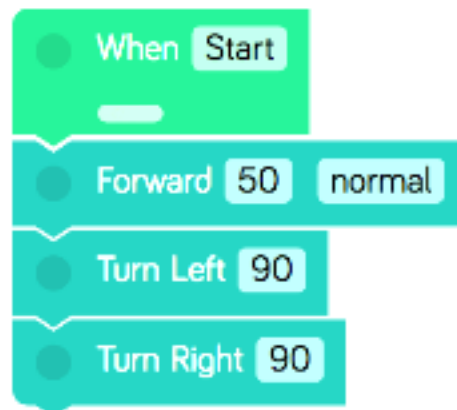 When Start
Forward 50 normal
Turn Left 90
Turn Right 90